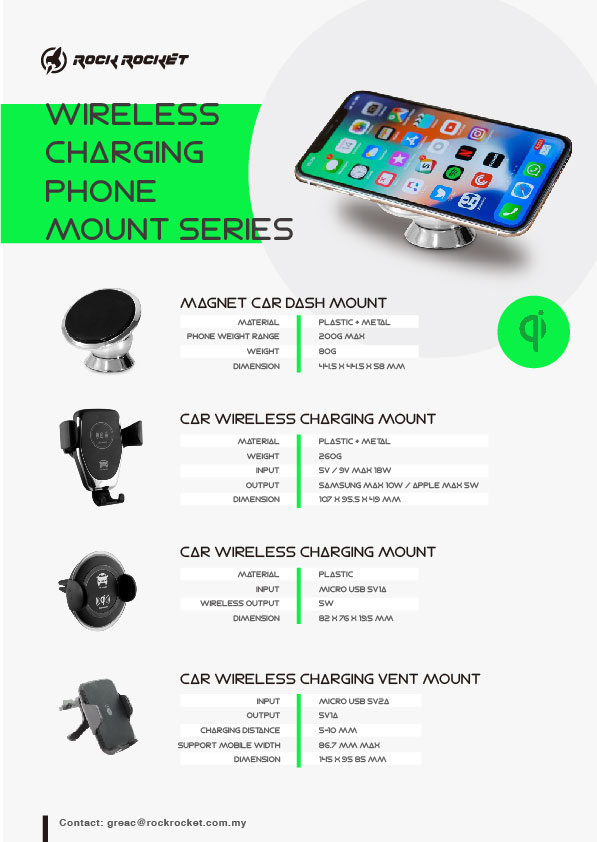 ROCK ROCKET
WIRELESS
CHARGING
PHONE
MOUNT SERIES
MAGNET CAR DASH MOUNT
MATERIAL PLASTIC + METAL
PHONE WEIGHT RANGE 200G MAX
WEIGHT 80G
DIMENSION 44.5 X 44.5 X 58 MM
qi
CAR WIRELESS CHARGING MOUNT
MATERIAL PLASTIC + METAL
WEIGHT 260G
INPUT 5V / 9V MAX 18W
OUTPUT SAMSUNG MAX 10W / APPLE MAX 5W
DIMENSION 107 X 95.5 X 49 MM
CAR WIRELESS CHARGING MOUNT
MATERIAL PLASTIC
INPUT MICRO USB 5V1A
WIRELESS OUTPUT 5W
DIMENSION 82 X 76 X 19.5 MM
CAR WIRELESS CHARGING VENT MOUNT
INPUT MICRO USB 5V2A
OUTPUT 5V1A
CHARGING DISTANCE 5-10 MM
SUPPORT MOBILE WIDTH 86.7 MM MAX
DIMENSION 145 X 95 85 MM
Contact: greac@rockrocket.com.my